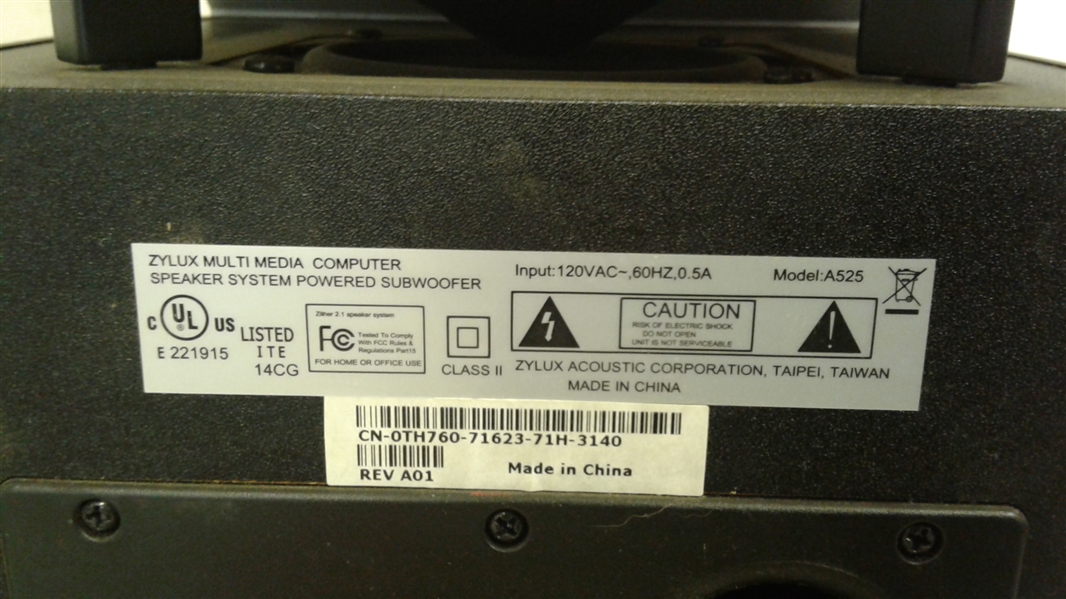 ZYLUX MULTI MEDIA COMPUTER
SPEAKER SYSTEM POWERED SUBWOOFER
Input:120VAC~,60HZ,0.5A
Model:A525
C UL ® US LISTED
E 221915
ITE
14CG
Zither 2.1 speaker system
FC Tested To Comply
With FCC Rules &
Regulations Part15
FOR HOME OR OFFICE USE
CLASS II
CAUTION
RISK OF ELECTRIC SHOCK
DO NOT OPEN
UNIT IS NOT SERVICEABLE
ZYLUX ACOUSTIC CORPORATION, TAIPEI, TAIWAN
MADE IN CHINA
CN-0TH760-71623-71H-3140
REV A01
Made in China